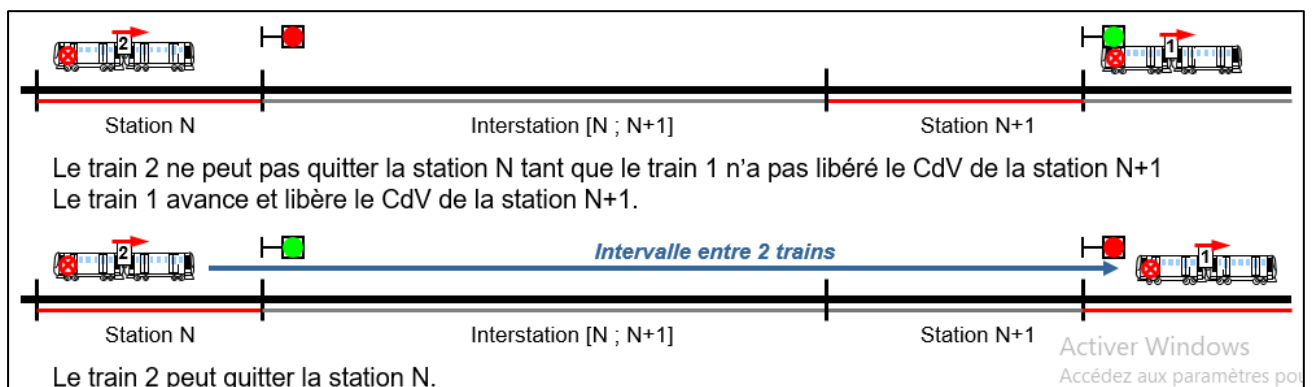 2
1
Station N
Interstation [N ; N+1]
Station N+1
Le train 2 ne peut pas quitter la station N tant que le train 1 n'a pas libéré le CdV de la station N+1
Le train 1 avance et libère le CdV de la station N+1.
2
Intervalle entre 2 trains
1
Station N
Interstation [N ; N+1]
Station N+1
Activer Windows
Accédez aux paramètres
Le train 2 peut quitter la station N.